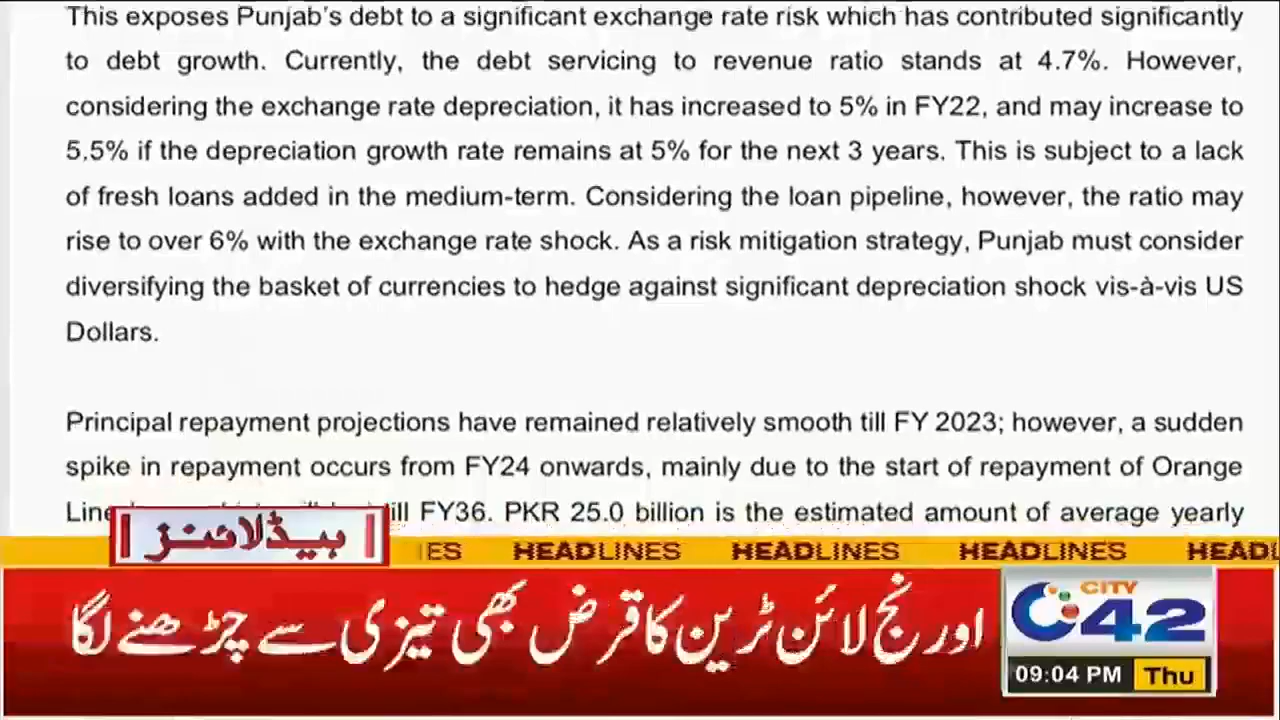 This exposes Punjab's debt to a significant exchange rate risk which has contributed significantly
to debt growth. Currently, the debt servicing to revenue ratio stands at 4.7%. However,
considering the exchange rate depreciation, it has increased to 5% in FY22, and may increase to
5.5% if the depreciation growth rate remains at 5% for the next 3 years. This is subject to a lack
of fresh loans added in the medium-term. Considering the loan pipeline, however, the ratio may
rise to over 6% with the exchange rate shock. As a risk mitigation strategy, Punjab must consider
diversifying the basket of currencies to hedge against significant depreciation shock vis-à-vis US
Dollars.
Principal repayment projections have remained relatively smooth till FY 2023; however, a sudden
spike in repayment occurs from FY24 onwards, mainly due to the start of repayment of Orange
Line till FY36. PKR 25.0 billion is the estimated amount of average yearly
ہیڈلائنز
IES HEADLINES HEADLINES HEADLINES HEADL
اورنج لائن ٹرین کا قرض بھی تیزی سے چڑھنے لگا
CITY
42
09:04 PM Thu